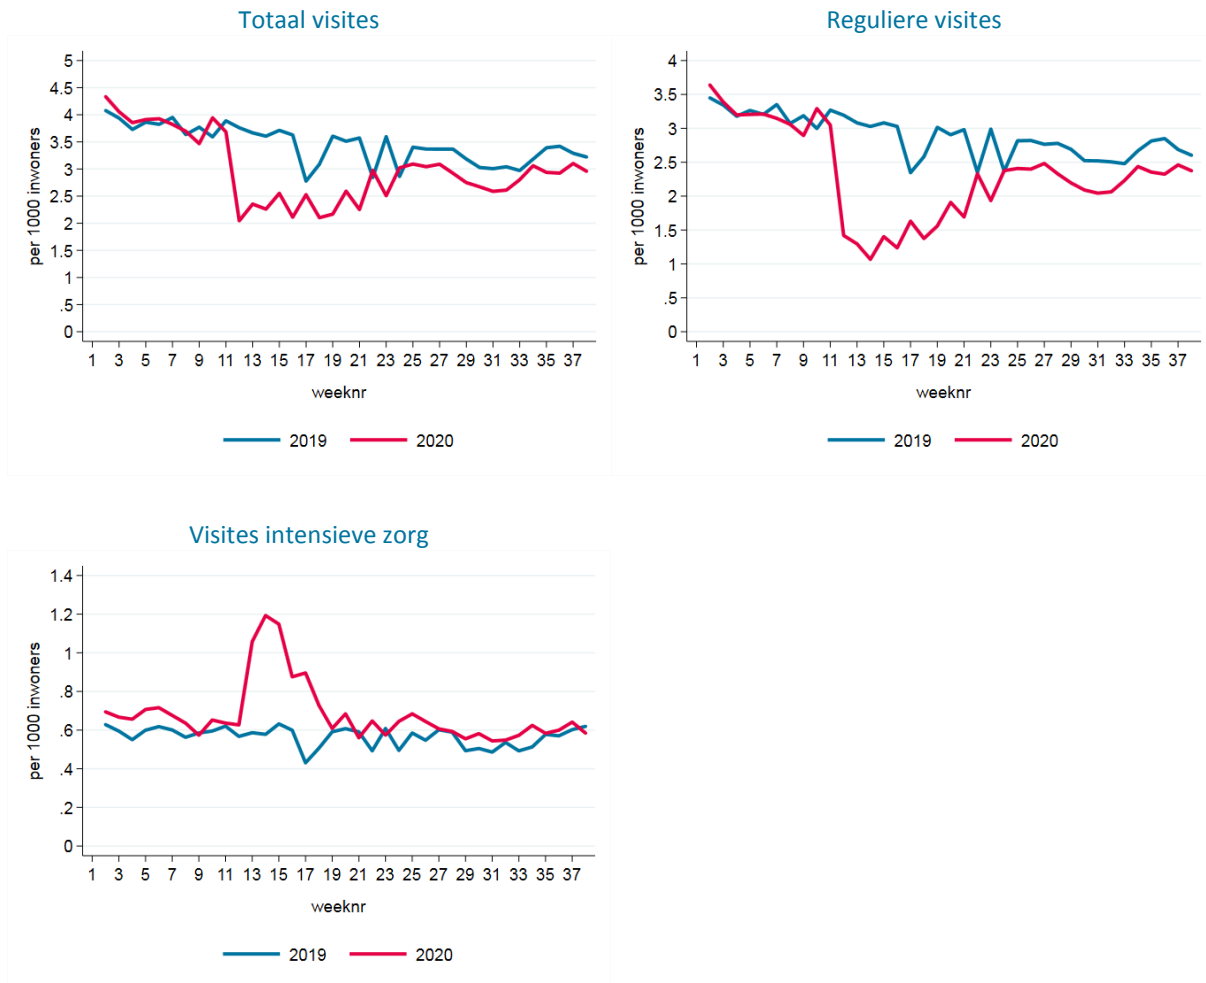 Totaal visites
5
4.5
4
3.5
3
2.5
2
1.5
1
.5
0
per 1000 inwoners
1 3 5 7 9 11 13 15 17 19 21 23 25 27 29 31 33 35 37
weeknr
2019 2020
Reguliere visites
4
3.5
3
2.5
2
1.5
1
.5
0
per 1000 inwoners
1 3 5 7 9 11 13 15 17 19 21 23 25 27 29 31 33 35 37
weeknr
2019 2020
Visites intensieve zorg
1.4
1.2
1
.8
.6
.4
.2
0
per 1000 inwoners
1 3 5 7 9 11 13 15 17 19 21 23 25 27 29 31 33 35 37
weeknr
2019 2020